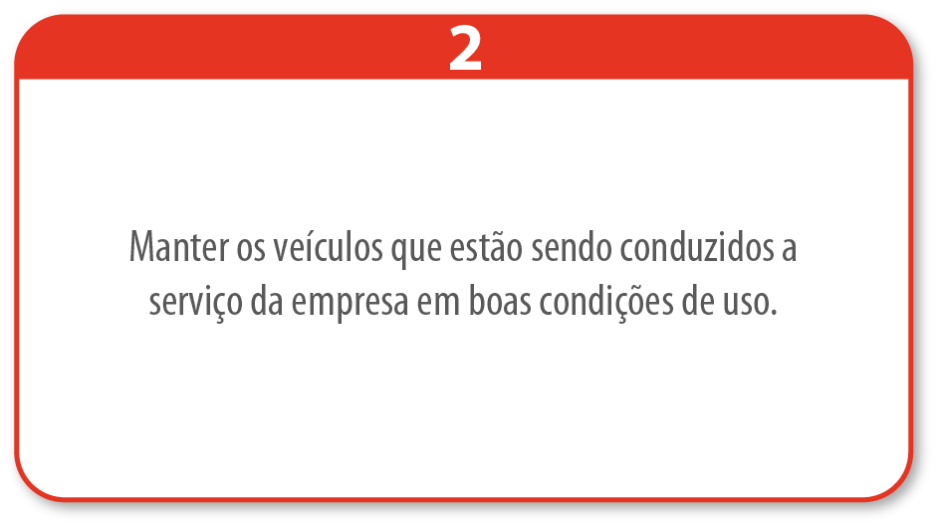 2
Manter os veículos que estão sendo conduzidos a
serviço da empresa em boas condições de uso.